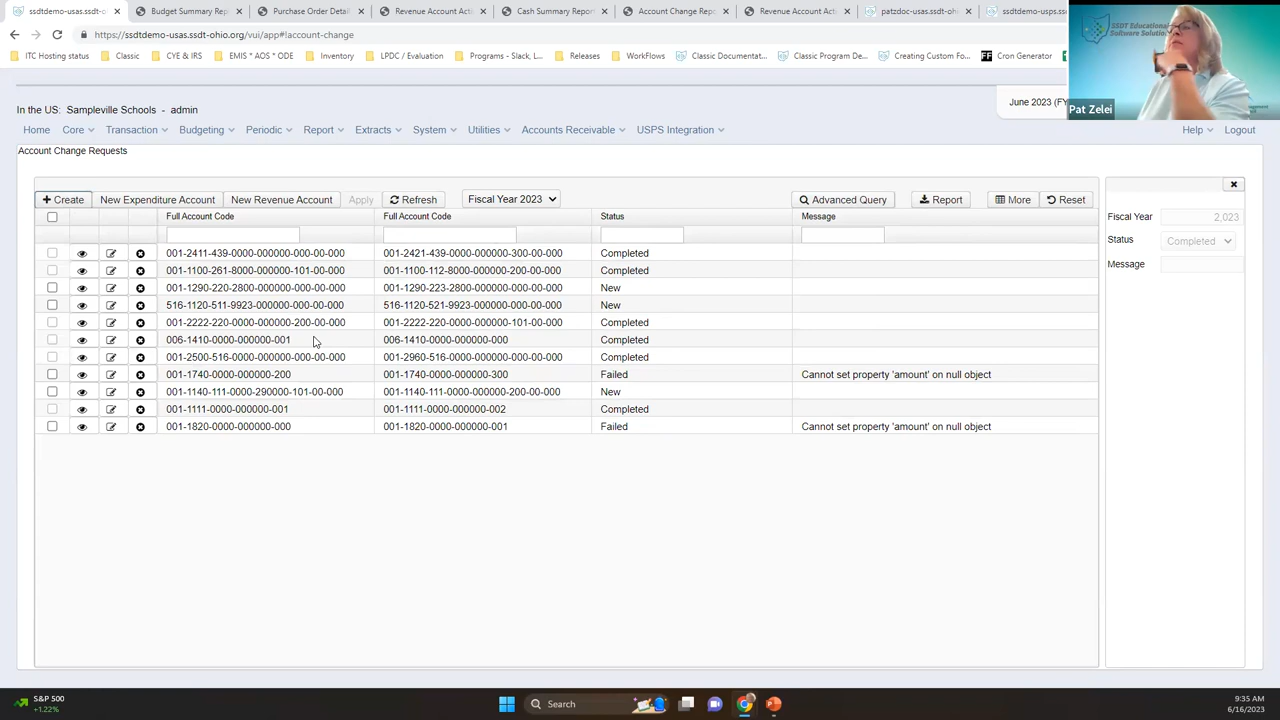 ssdtdemo-usas.ssdt-
Budget Summary Rep
Purchase Order Detai
Revenue Account Acti
Cash Summary Report
Account Change Req
Revenue Account Acti
patzdoc-usas.ssdt-oh
ssdtdemo-usps.ssdt
https://ssdtdemo-usas.ssdt-ohio.org/vui/app#!account-change
ITC Hosting status
Classic
CYE & IRS
EMIS * AOS * ODE
Inventory
LPDC / Evaluation
Programs - Slack, L...
Releases
WorkFlows
Classic Documentat...
Classic Program De...
Creating Custom Fo...
FF Cron Generator
SSDT Educational
Software Solutio
Pat Zelei
In the US: Sampleville Schools - admin
June 2023 (FY
Home Core Transaction Budgeting Periodic Report Extracts System Utilities Accounts Receivable USPS Integration Help Logout
Account Change Requests
Create New Expenditure Account New Revenue Account Apply Refresh Fiscal Year 2023 Advanced Query Report More Reset
Full Account Code Full Account Code Status Message
001-2411-439-0000-000000-000-00-000 001-2421-439-0000-000000-300-00-000 Completed
001-1100-261-8000-000000-101-00-000 001-1100-112-8000-000000-200-00-000 Completed
001-1290-220-2800-000000-000-00-000 001-1290-223-2800-000000-000-00-000 New
516-1120-511-9923-000000-000-00-000 516-1120-521-9923-000000-000-00-000 New
001-2222-220-0000-000000-200-00-000 001-2222-220-0000-000000-101-00-000 Completed
006-1410-0000-000000-001 006-1410-0000-000000-000 Completed
001-2500-516-0000-000000-000-00-000 001-2960-516-000-000000-000-00-000 Completed
001-1740-0000-000000-200 001-1740-0000-000000-300 Failed Cannot set property 'amount' on null object
001-1140-111-0000-290000-101-00-000 001-1140-111-0000-000000-200-00-000 New
001-1111-0000-000000-001 001-1111-0000-000000-002 Completed
001-1820-0000-000000-000 001-1820-0000-000000-001 Failed Cannot set property 'amount' on null object
Fiscal Year 2,023
Status Completed
Message
S&P 500
+1.22%
Search
9:35 AM
6/16/2023